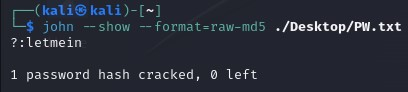 ┌──(kali㉿kali)-[~]
└─$ john --show --format=raw-md5 ./Desktop/PW.txt
?:letmein
1 password hash cracked, 0 left